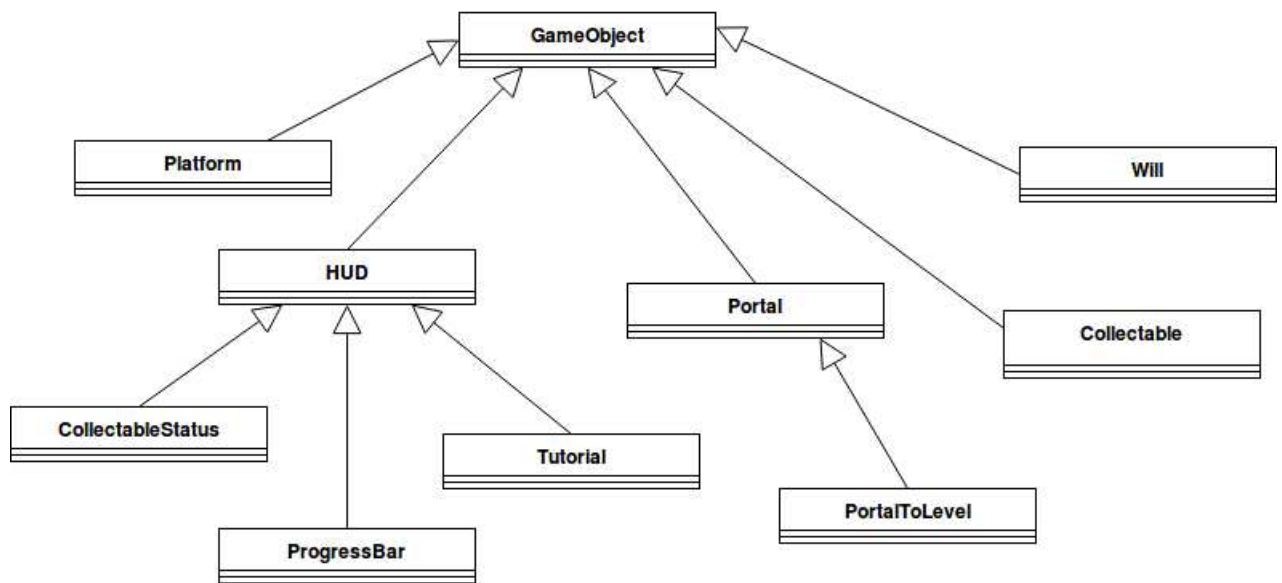 GameObject
Platform
Will
HUD
Portal
Collectable
CollectableStatus
Tutorial
PortalToLevel
ProgressBar